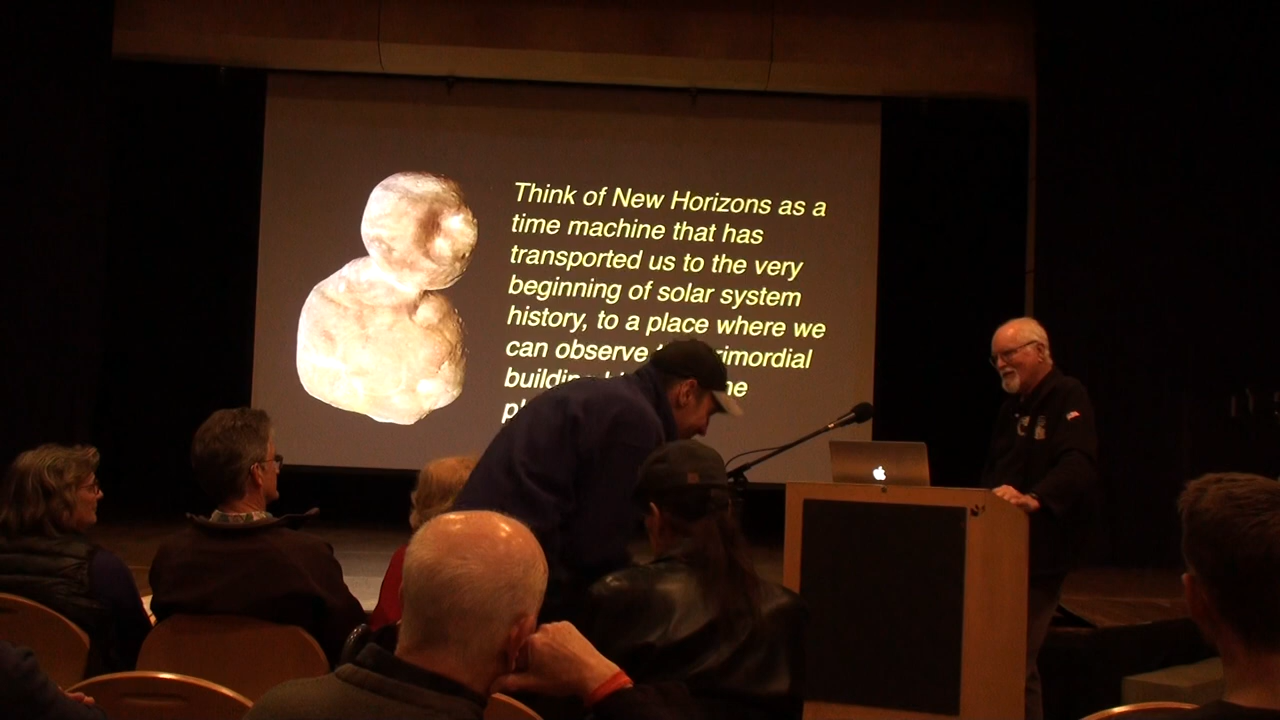 Think of New Horizons as a
time machine that has
transported us to the very
beginning of solar system
history, to a place where we
can observe